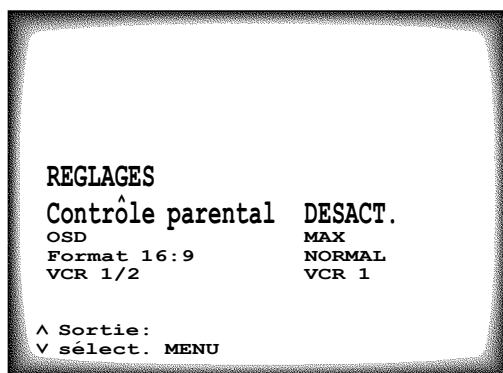 REGLAGES
Contrôle parental DESACT.
OSD MAX
Format 16:9 NORMAL
VCR 1/2 VCR 1
∧ Sortie:
∨ sélect. MENU